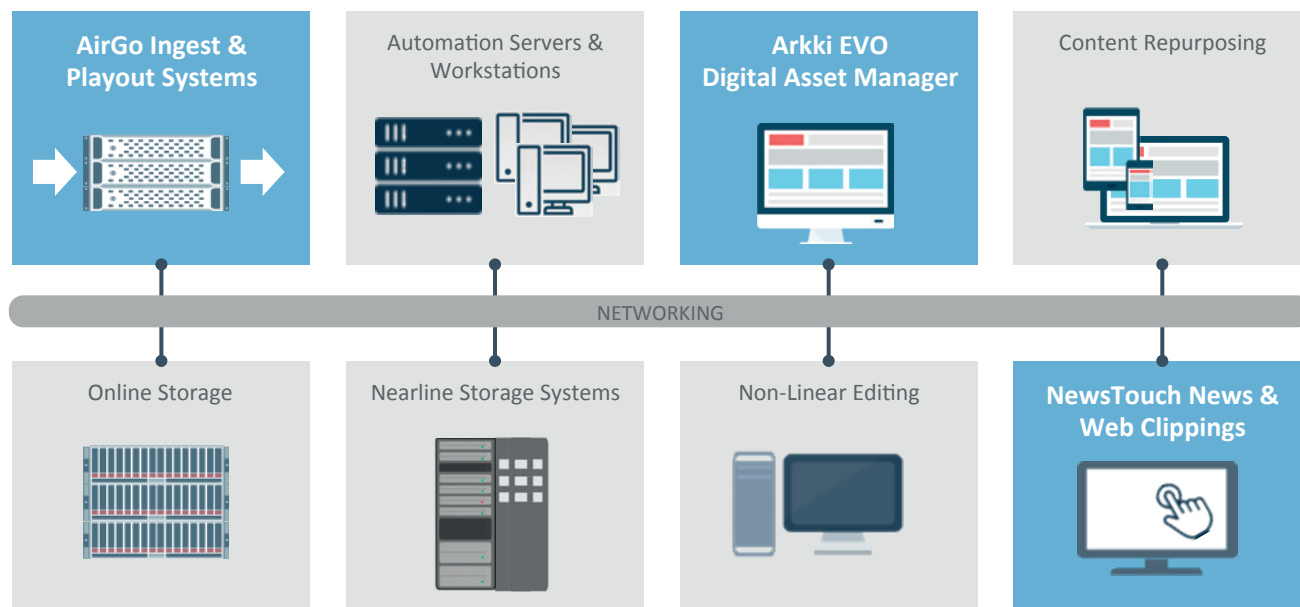 AirGo Ingest &
Playout Systems
Automation Servers &
Workstations
Arkki EVO
Digital Asset Manager
Content Repurposing
NETWORKING
Online Storage
Nearline Storage Systems
Non-Linear Editing
NewsTouch News &
Web Clippings